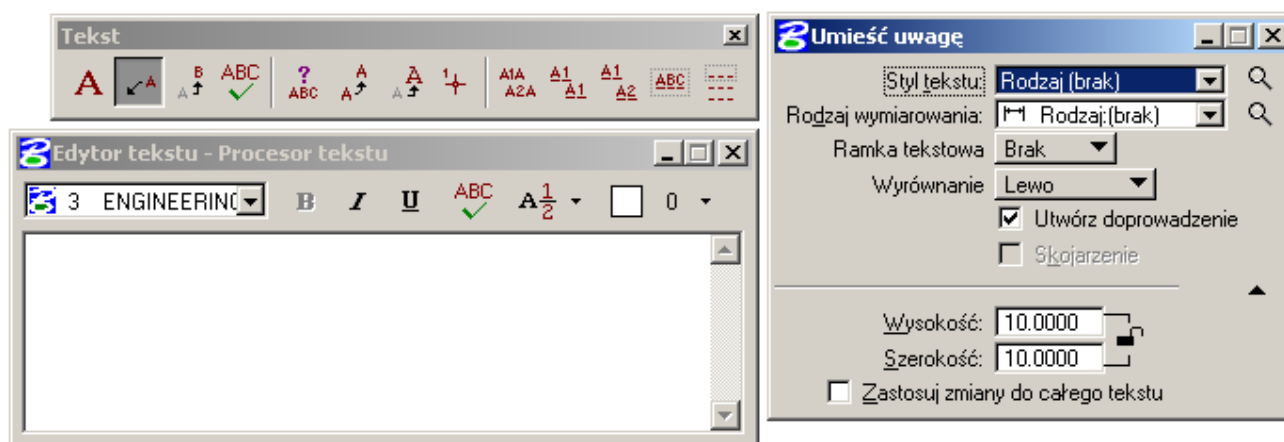 Tekst
A A B A ABC ? ABC A A A A 1 A1A A2A A1 A1 A1 A2 ABC
Edytor tekstu - Procesor tekstu
3 ENGINEERING B I U ABC A 1 2 0
Umieść uwagę
Styl tekstu: Rodzaj (brak)
Rodzaj wymiarowania: Rodzaj:(brak)
Ramka tekstowa Brak
Wyrównanie Lewo
Utwórz doprowadzenie
Skojarzenie
Wysokość: 10.0000
Szerokość: 10.0000
Zastosuj zmiany do całego tekstu